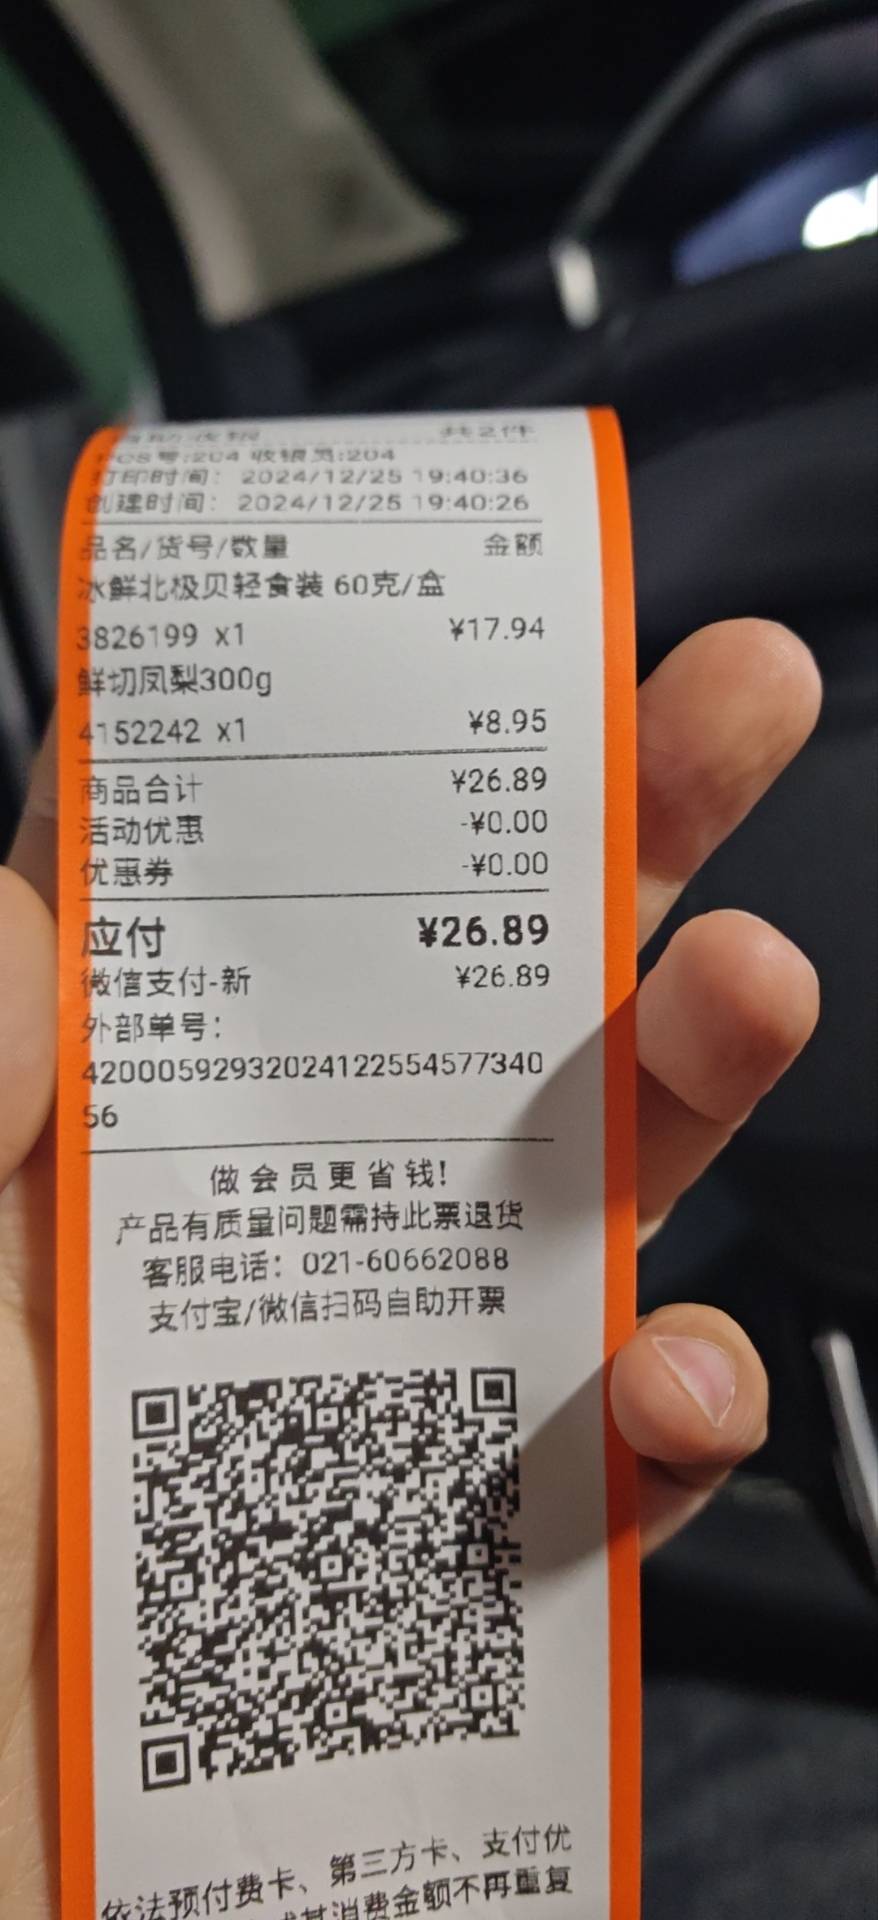 自助收银 共2件
POS号:204 收银员:204
打印时间: 2024/12/25 19:40:36
创建时间: 2024/12/25 19:40:26
品名/货号/数量 金额
冰鲜北极贝轻食装 60克/盒
3826199 x1 ¥17.94
鲜切凤梨300g
4152242 x1 ¥8.95
商品合计 ¥26.89
活动优惠 -¥0.00
优惠券 -¥0.00
应付 ¥26.89
微信支付-新 ¥26.89
外部单号:
42000592932024122554577340
56
做会员更省钱!
产品有质量问题需持此票退货
客服电话: 021-60662088
支付宝/微信扫码自助开票
依法预付费卡、第三方卡、支付优
其消费金额不再重复